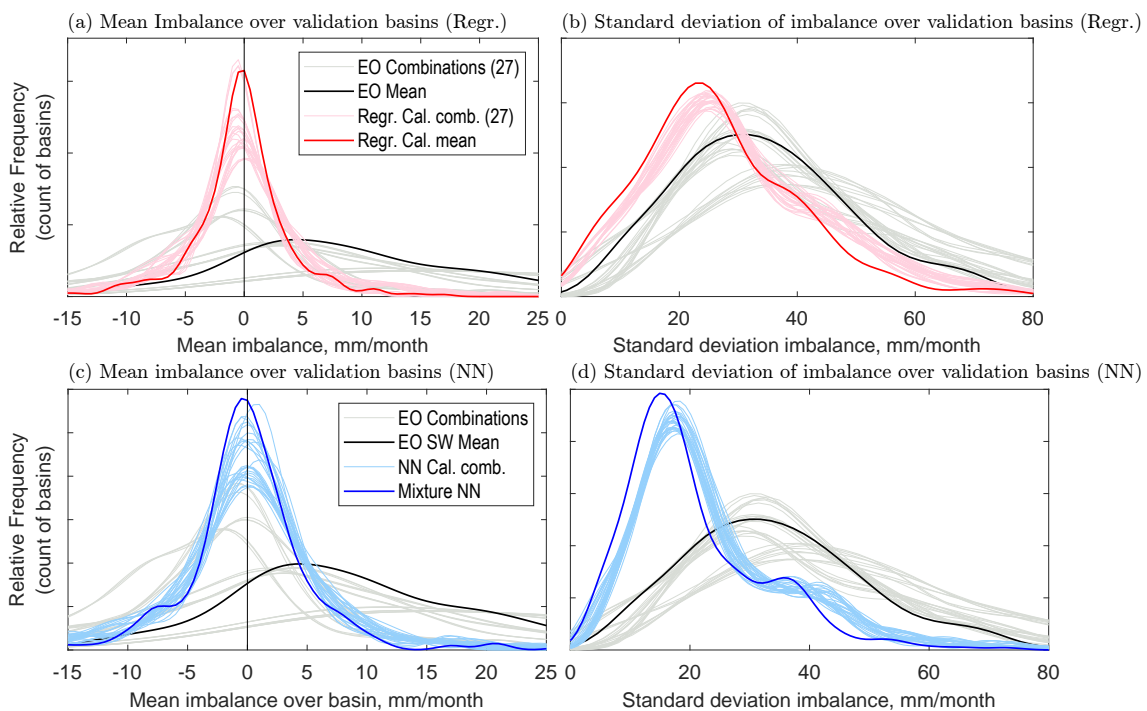 (a) Mean Imbalance over validation basins (Regr.)
(b) Standard deviation of imbalance over validation basins (Regr.)
Relative Frequency
(count of basins)
EO Combinations (27)
EO Mean
Regr. Cal. comb. (27)
Regr. Cal. mean
-15 -10 -5 0 5 10 15 20 25
Mean imbalance, mm/month
0 20 40 60 80
Standard deviation imbalance, mm/month
(c) Mean imbalance over validation basins (NN)
(d) Standard deviation of imbalance over validation basins (NN)
Relative Frequency
(count of basins)
EO Combinations
EO SW Mean
NN Cal. comb.
Mixture NN
-15 -10 -5 0 5 10 15 20 25
Mean imbalance over basin, mm/month
0 20 40 60 80
Standard deviation imbalance, mm/month